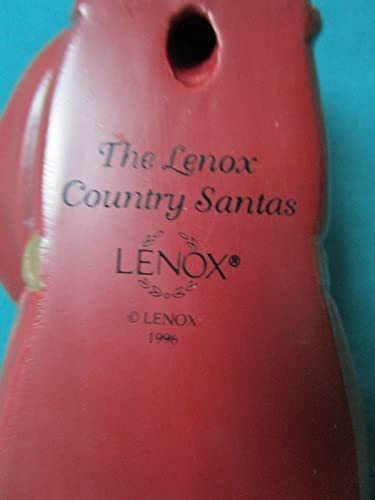 The Lenox
Country Santas
LENOX®
© LENOX
1996